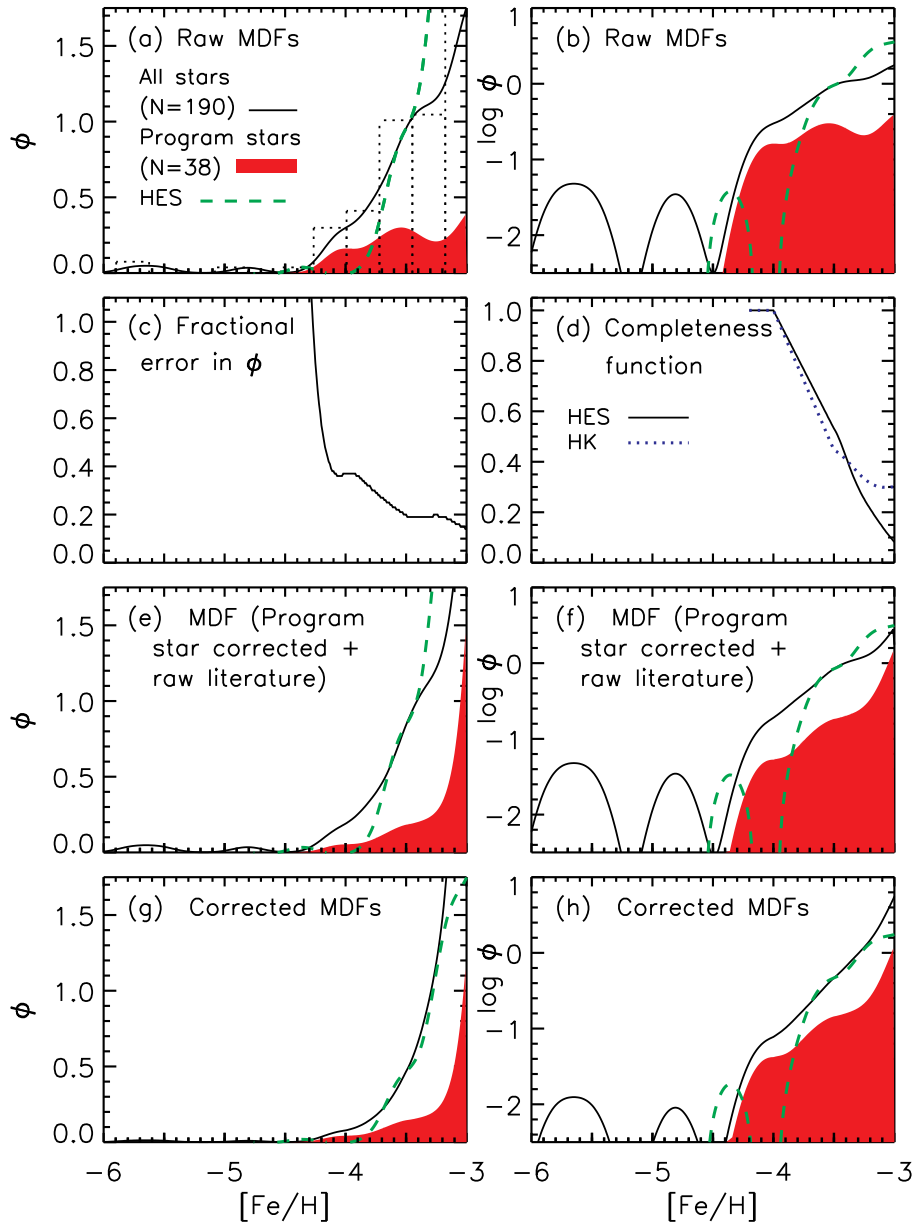 (a) Raw MDFs
All stars
(N=190)
Program stars
(N=38)
HES
ϕ
1.5
1.0
0.5
0.0
(b) Raw MDFs
log ϕ
1
0
−1
−2
(c) Fractional
error in ϕ
1.0
0.8
0.6
0.4
0.2
0.0
(d) Completeness
function
HES
HK
1.0
0.8
0.6
0.4
0.2
0.0
(e) MDF (Program
star corrected +
raw literature)
ϕ
1.5
1.0
0.5
0.0
(f) MDF (Program
star corrected +
raw literature)
log ϕ
1
0
−1
−2
(g) Corrected MDFs
ϕ
1.5
1.0
0.5
0.0
−6 −5 −4 −3
[Fe/H]
(h) Corrected MDFs
log ϕ
1
0
−1
−2
−6 −5 −4 −3
[Fe/H]